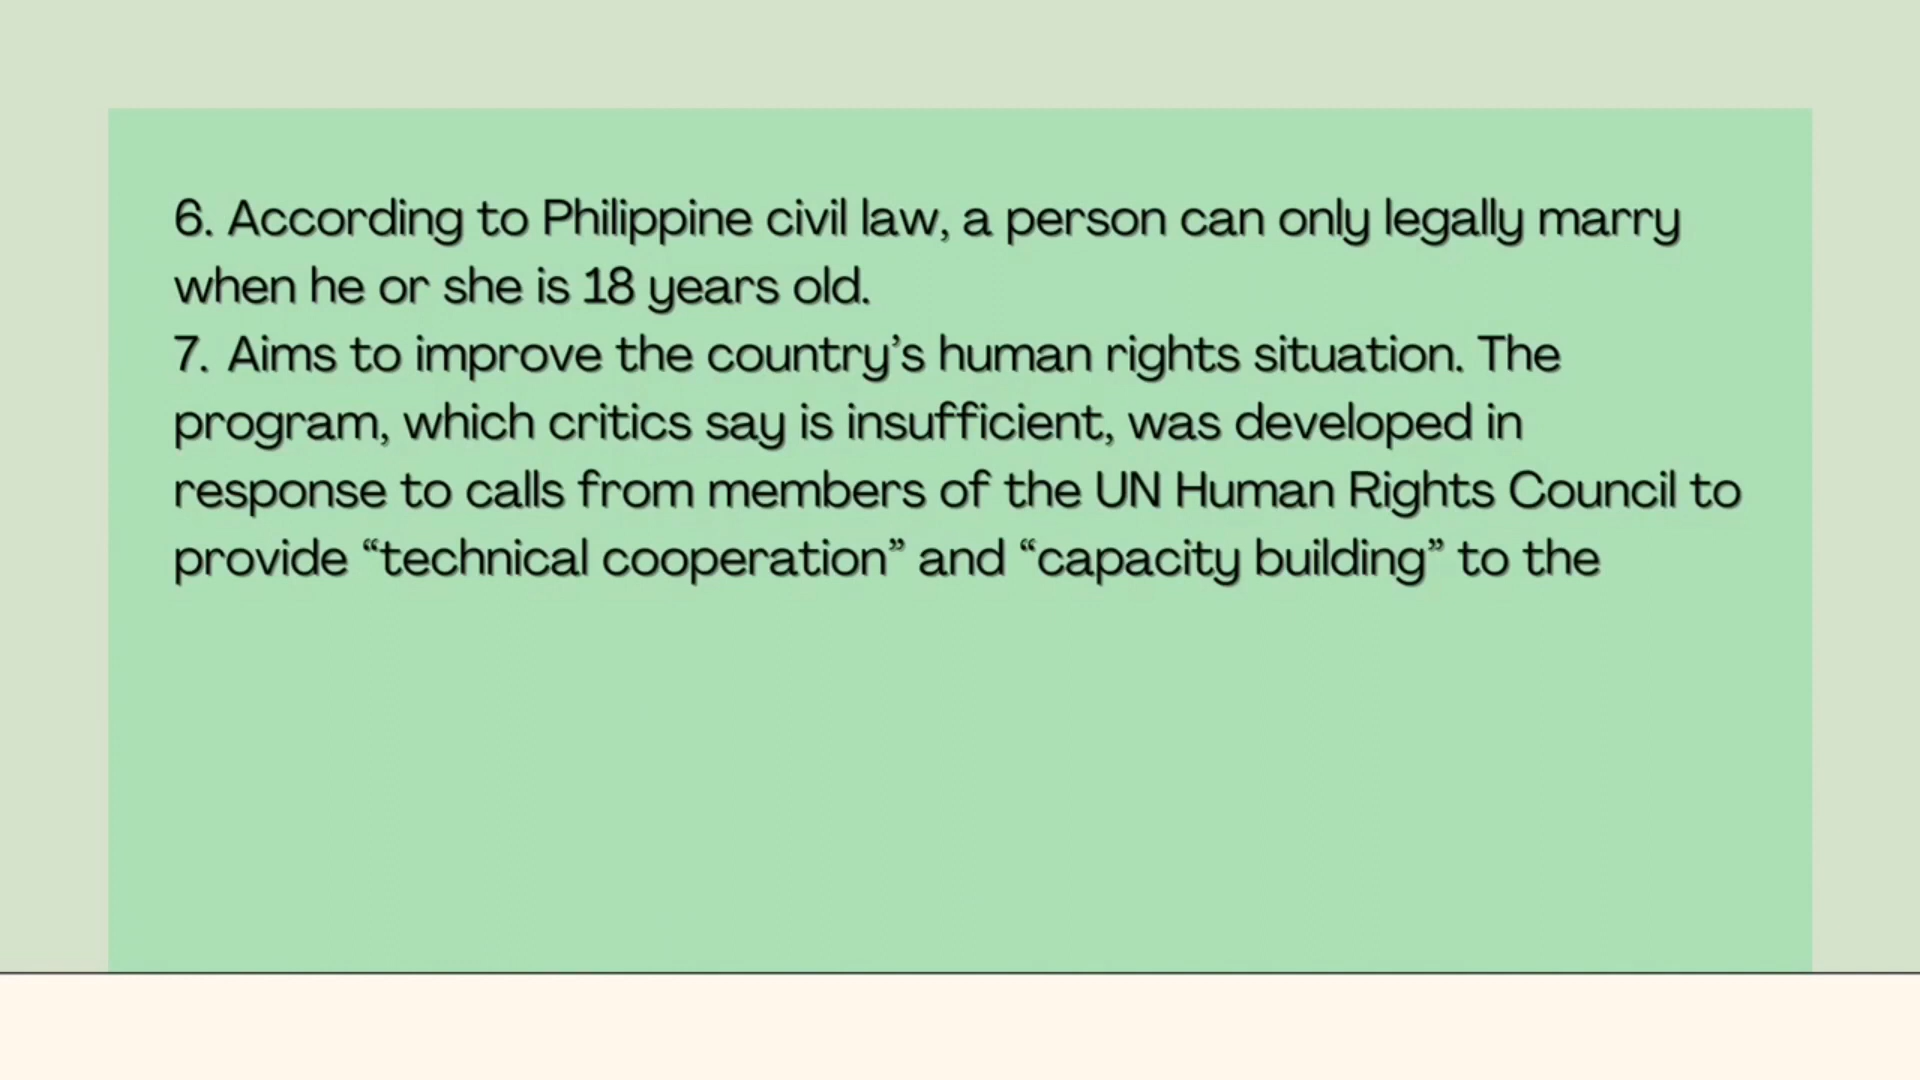 6. According to Philippine civil law, a person can only legally marry
when he or she is 18 years old.
7. Aims to improve the country’s human rights situation. The
program, which critics say is insufficient, was developed in
response to calls from members of the UN Human Rights Council to
provide “technical cooperation” and “capacity building” to the